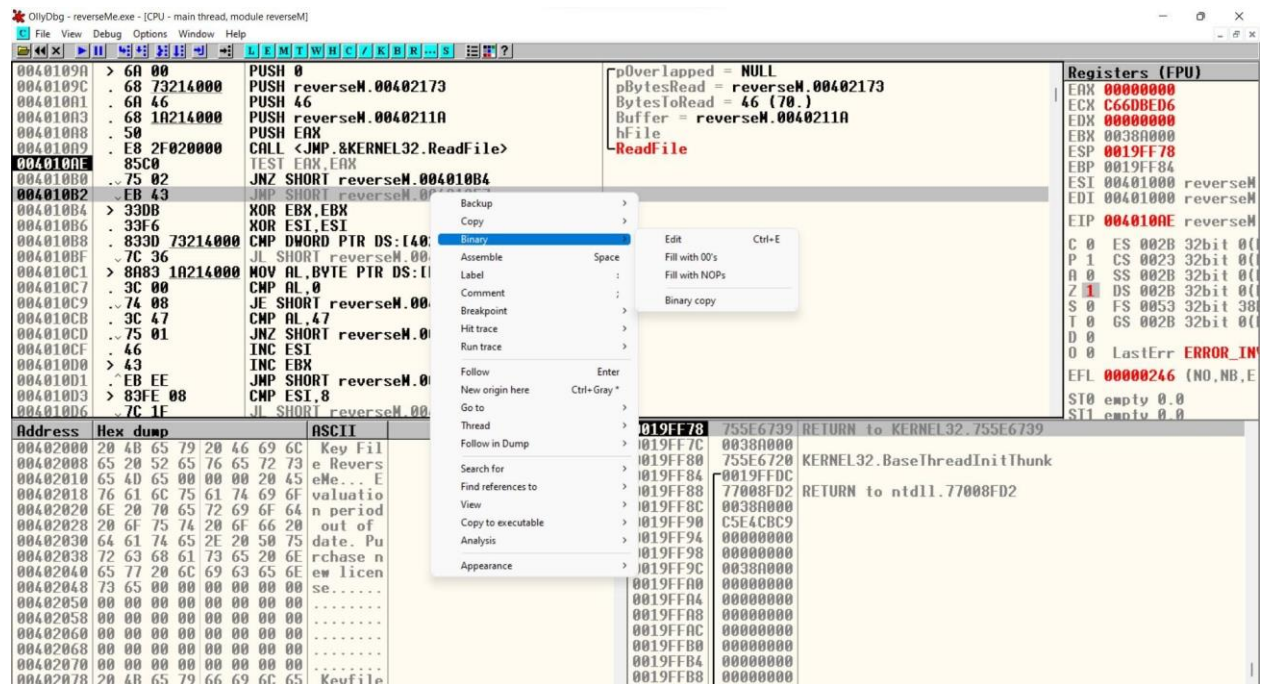 OllyDbg - reverseMe.exe - [CPU - main thread, module reverseM]
C File View Debug Options Window Help
L E M T W H C / K B R ... S ?
0040109A > 6A 00 PUSH 0 pOverlapped = NULL
0040109C . 68 73214000 PUSH reverseM.00402173 pBytesRead = reverseM.00402173
004010A1 . 6A 46 PUSH 46 BytesToRead = 46 (70.)
004010A3 . 68 1A214000 PUSH reverseM.0040211A Buffer = reverseM.0040211A
004010A8 . 50 PUSH EAX hFile
004010A9 . E8 2F020000 CALL <JMP.&KERNEL32.ReadFile> ReadFile
004010AE 85C0 TEST EAX,EAX
004010B0 .v 75 02 JNZ SHORT reverseM.004010B4
004010B2 v EB 43 JMP SHORT reverseM.
004010B4 > 33DB XOR EBX,EBX
004010B6 . 33F6 XOR ESI,ESI
004010B8 . 833D 73214000 CMP DWORD PTR DS:[40
004010BF v 7C 36 JL SHORT reverseM.00
004010C1 > 8A83 1A214000 MOV AL,BYTE PTR DS:[
004010C7 . 3C 00 CMP AL,0
004010C9 .v 74 08 JE SHORT reverseM.00
004010CB . 3C 47 CMP AL,47
004010CD .v 75 01 JNZ SHORT reverseM.0
004010CF . 46 INC ESI
004010D0 > 43 INC EBX
004010D1 .^ EB EE JMP SHORT reverseM.0
004010D3 > 83FE 08 CMP ESI,8
004010D6 v 7C 1F JL SHORT reverseM.00
Backup
Copy
Binary
Assemble Space
Label :
Comment ;
Breakpoint
Hit trace
Run trace
Follow Enter
New origin here Ctrl+Gray *
Go to
Thread
Follow in Dump
Search for
Find references to
View
Copy to executable
Analysis
Appearance
Edit Ctrl+E
Fill with 00's
Fill with NOPs
Binary copy
Registers (FPU)
EAX 00000000
ECX C66DBED6
EDX 00000000
EBX 0038A000
ESP 0019FF78
EBP 0019FF84
ESI 00401000 reverseM
EDI 00401000 reverseM
EIP 004010AE reverseM
C 0 ES 002B 32bit 0(
P 1 CS 0023 32bit 0(
A 0 SS 002B 32bit 0(
Z 1 DS 002B 32bit 0(
S 0 FS 0053 32bit 38
T 0 GS 002B 32bit 0(
D 0
O 0 LastErr ERROR_IN
EFL 00000246 (NO,NB,E
ST0 empty 0.0
ST1 empty 0.0
Address Hex dump ASCII
00402000 20 4B 65 79 20 46 69 6C Key Fil
00402008 65 20 52 65 76 65 72 73 e Revers
00402010 65 4D 65 00 00 00 20 45 eMe... E
00402018 76 61 6C 75 61 74 69 6F valuatio
00402020 6E 20 70 65 72 69 6F 64 n period
00402028 20 6F 75 74 20 6F 66 20 out of
00402030 64 61 74 65 2E 20 50 75 date. Pu
00402038 72 63 68 61 73 65 20 6E rchase n
00402040 65 77 20 6C 69 63 65 6E ew licen
00402048 73 65 00 00 00 00 00 00 se......
00402050 00 00 00 00 00 00 00 00 ........
00402058 00 00 00 00 00 00 00 00 ........
00402060 00 00 00 00 00 00 00 00 ........
00402068 00 00 00 00 00 00 00 00 ........
00402070 00 00 00 00 00 00 00 00 ........
00402078 20 4B 65 79 66 69 6C 65 Keyfile
0019FF78 755E6739 RETURN to KERNEL32.755E6739
0019FF7C 0038A000
0019FF80 755E6720 KERNEL32.BaseThreadInitThunk
0019FF84 0019FFDC
0019FF88 77008FD2 RETURN to ntdll.77008FD2
0019FF8C 0038A000
0019FF90 C5E4CBC9
0019FF94 00000000
0019FF98 00000000
0019FF9C 0038A000
0019FFA0 00000000
0019FFA4 00000000
0019FFA8 00000000
0019FFAC 00000000
0019FFB0 00000000
0019FFB4 00000000
0019FFB8 00000000